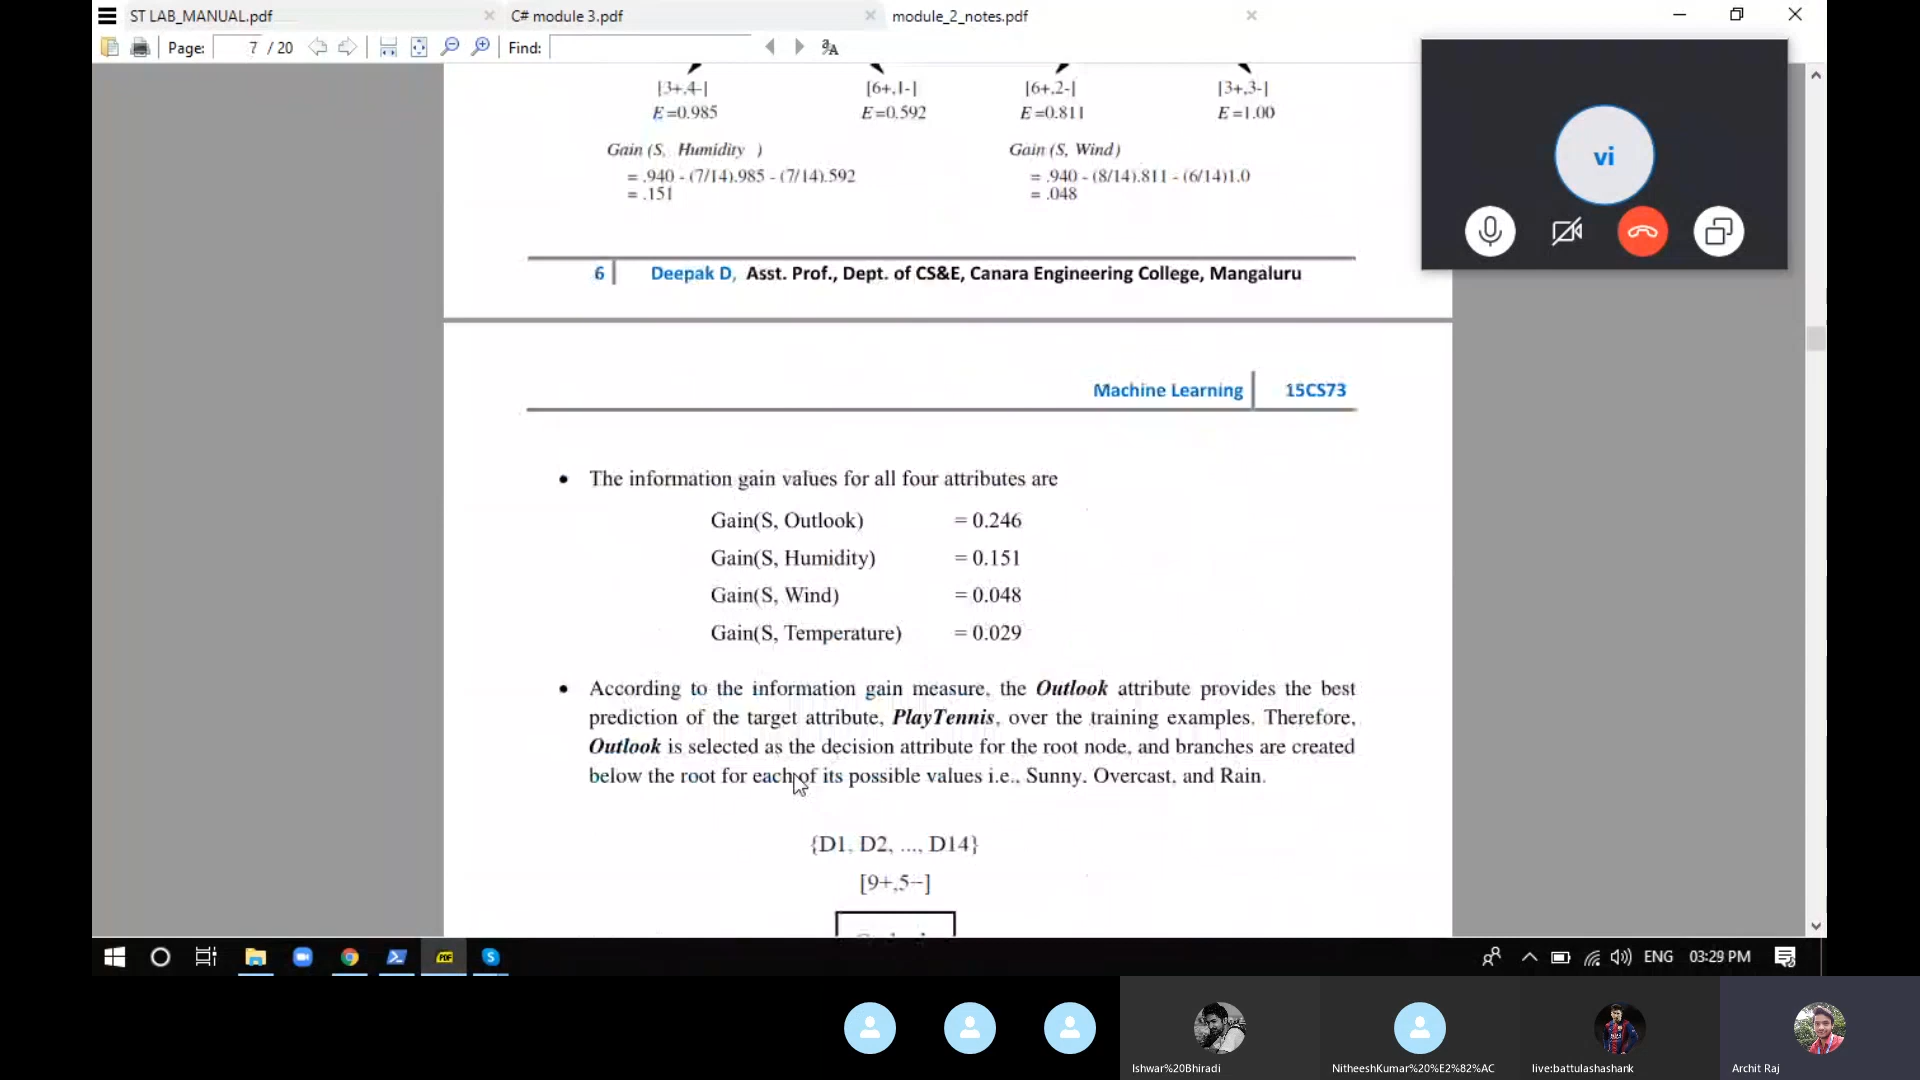 ST LAB_MANUAL.pdf
C# module 3.pdf
module_2_notes.pdf
Page: 7 / 20
Find:
[3+,4-] [6+,1-] [6+,2-] [3+,3-]
E=0.985 E=0.592 E=0.811 E=1.00
Gain (S, Humidity ) Gain (S, Wind)
= .940 - (7/14).985 - (7/14).592 = .940 - (8/14).811 - (6/14)1.0
= .151 = .048
vi
6 Deepak D, Asst. Prof., Dept. of CS&E, Canara Engineering College, Mangaluru
Machine Learning 15CS73
• The information gain values for all four attributes are
Gain(S, Outlook) = 0.246
Gain(S, Humidity) = 0.151
Gain(S, Wind) = 0.048
Gain(S, Temperature) = 0.029
• According to the information gain measure, the Outlook attribute provides the best
prediction of the target attribute, PlayTennis, over the training examples. Therefore,
Outlook is selected as the decision attribute for the root node, and branches are created
below the root for each of its possible values i.e., Sunny, Overcast, and Rain.
{D1, D2, ..., D14}
[9+,5−]
PDF
S
ENG 03:29 PM
Ishwar%20Bhiradi
NitheeshKumar%20%E2%82%AC
live:battulashashank
Archit Raj